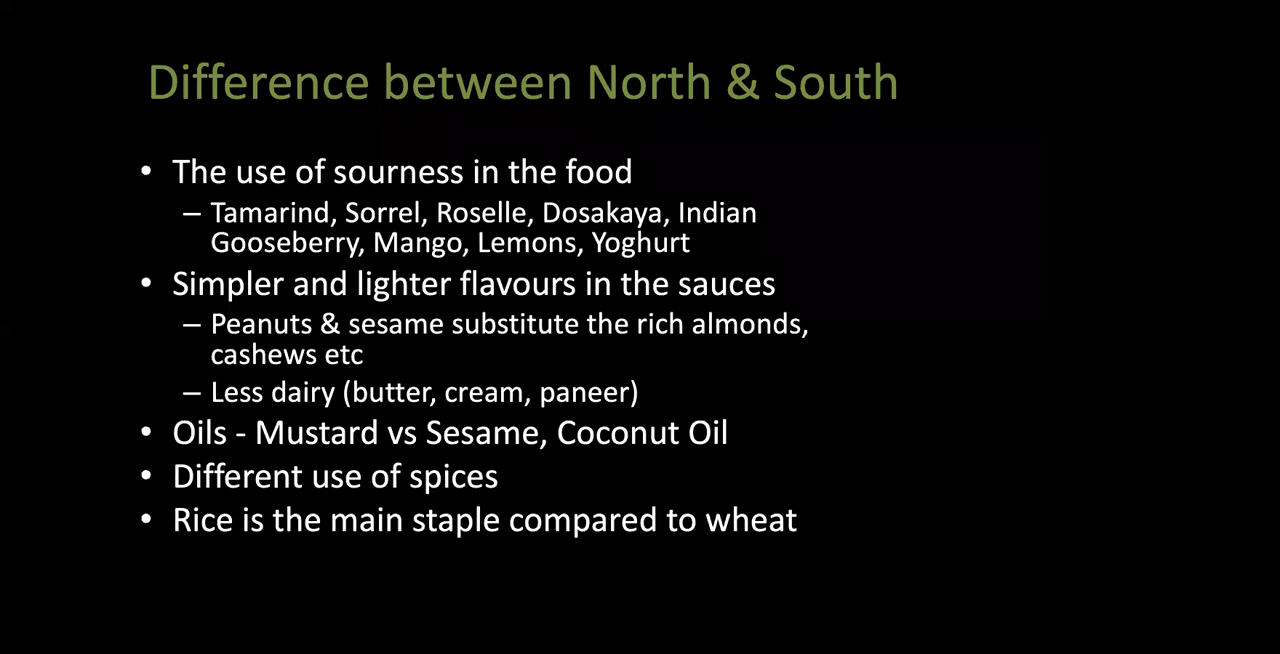 Difference between North & South
• The use of sourness in the food
– Tamarind, Sorrel, Roselle, Dosakaya, Indian
Gooseberry, Mango, Lemons, Yoghurt
• Simpler and lighter flavours in the sauces
– Peanuts & sesame substitute the rich almonds,
cashews etc
– Less dairy (butter, cream, paneer)
• Oils - Mustard vs Sesame, Coconut Oil
• Different use of spices
• Rice is the main staple compared to wheat